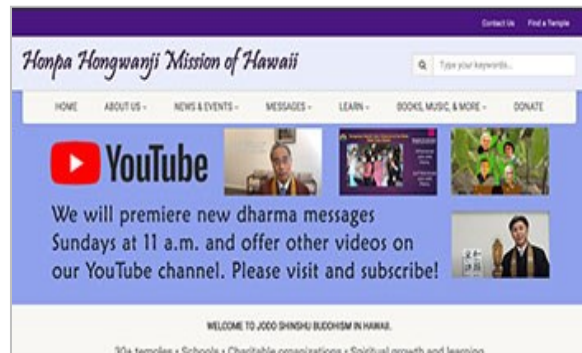 Contact Us Find a Temple
Honpa Hongwanji Mission of Hawaii
Type your keywords...
HOME ABOUT US NEWS & EVENTS MESSAGES LEARN BOOKS, MUSIC, & MORE DONATE
YouTube
We will premiere new dharma messages
Sundays at 11 a.m. and offer other videos on
our YouTube channel. Please visit and subscribe!
WELCOME TO JODO SHINSHU BUDDHISM IN HAWAII.
30+ temples • Schools • Charitable organizations • Spiritual growth and learning